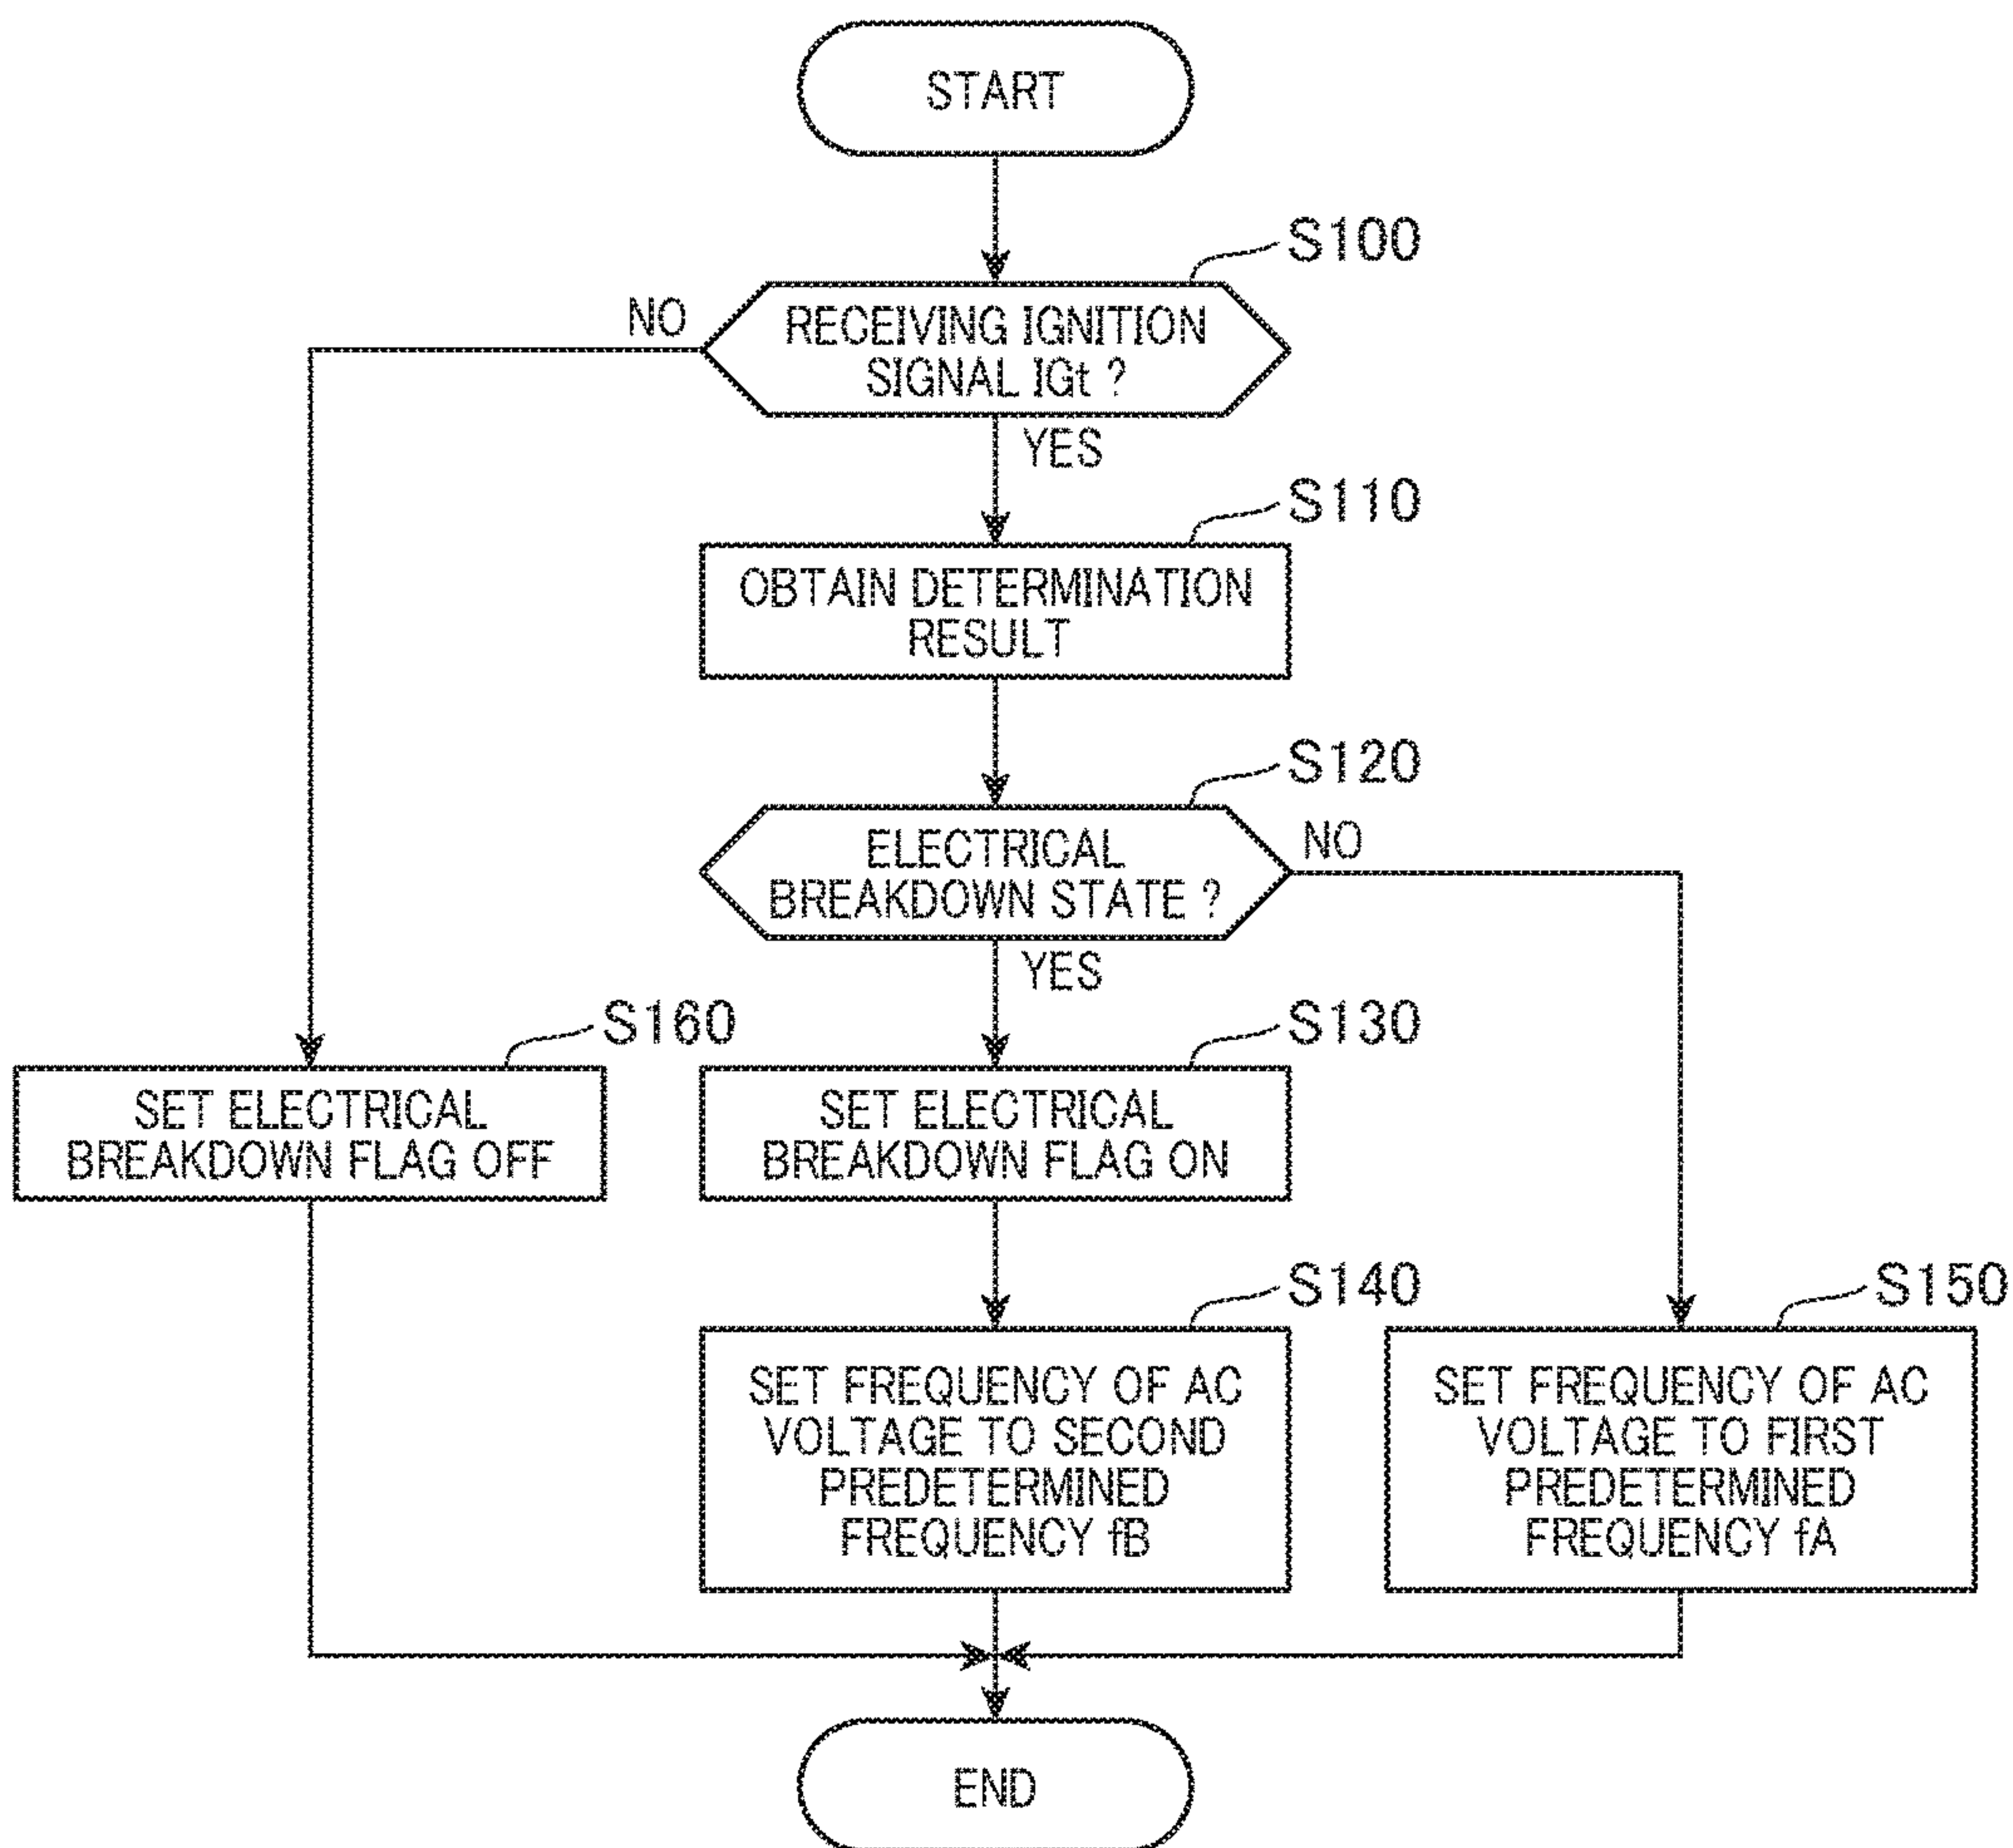 START
S100
NO
RECEIVING IGNITION
SIGNAL IGt ?
YES
S110
OBTAIN DETERMINATION
RESULT
S120
ELECTRICAL
BREAKDOWN STATE ?
NO
YES
S160
SET ELECTRICAL
BREAKDOWN FLAG OFF
S130
SET ELECTRICAL
BREAKDOWN FLAG ON
S140
SET FREQUENCY OF AC
VOLTAGE TO SECOND
PREDETERMINED
FREQUENCY fB
S150
SET FREQUENCY OF AC
VOLTAGE TO FIRST
PREDETERMINED
FREQUENCY fA
END